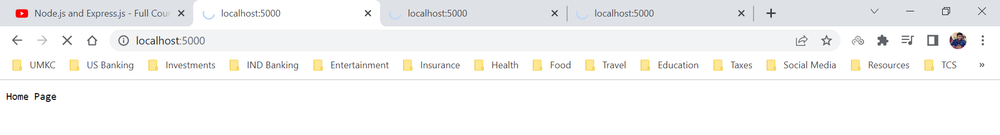 Node.js and Express.js - Full Cour
localhost:5000
localhost:5000
localhost:5000
localhost:5000
UMKC US Banking Investments IND Banking Entertainment Insurance Health Food Travel Education Taxes Social Media Resources TCS »
Home Page